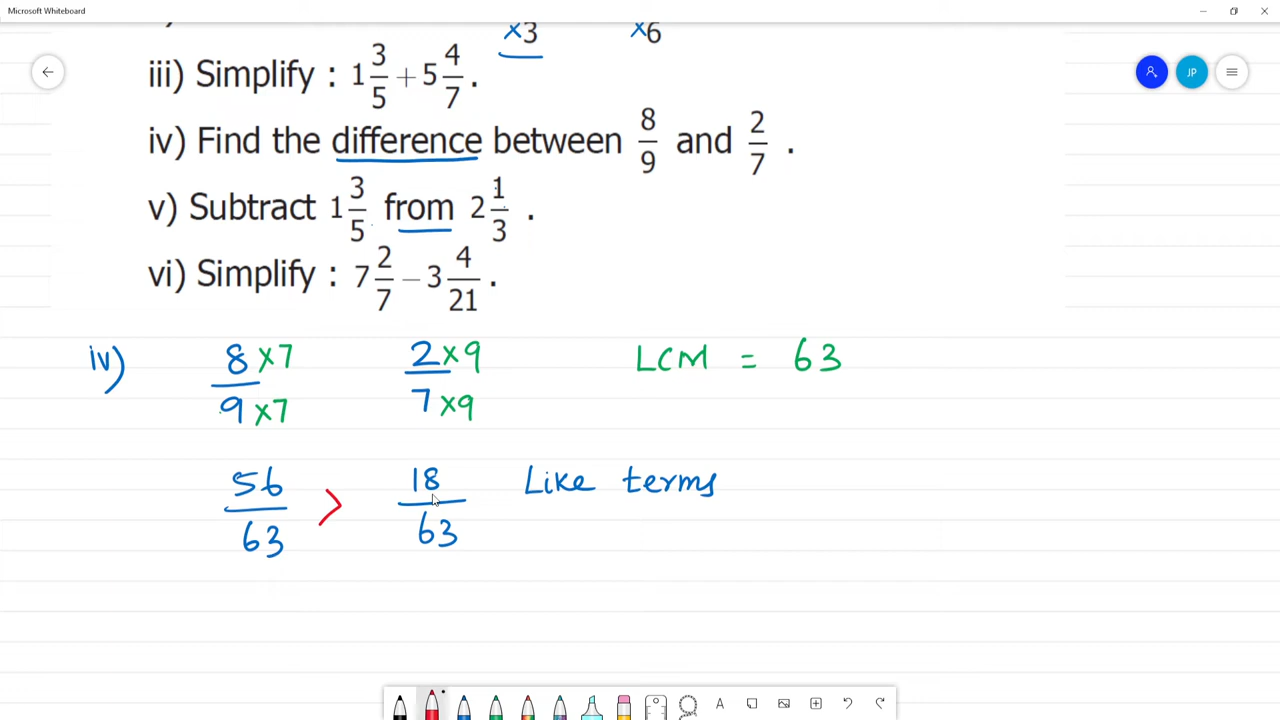 Microsoft Whiteboard
×3 ×6
JP
iii) Simplify : 1 3/5 + 5 4/7 .
iv) Find the difference between 8/9 and 2/7 .
v) Subtract 1 3/5 from 2 1/3 .
vi) Simplify : 7 2/7 − 3 4/21 .
iv) 8×7/9×7 2×9/7×9 LCM = 63
56/63 > 18/63 Like terms
A